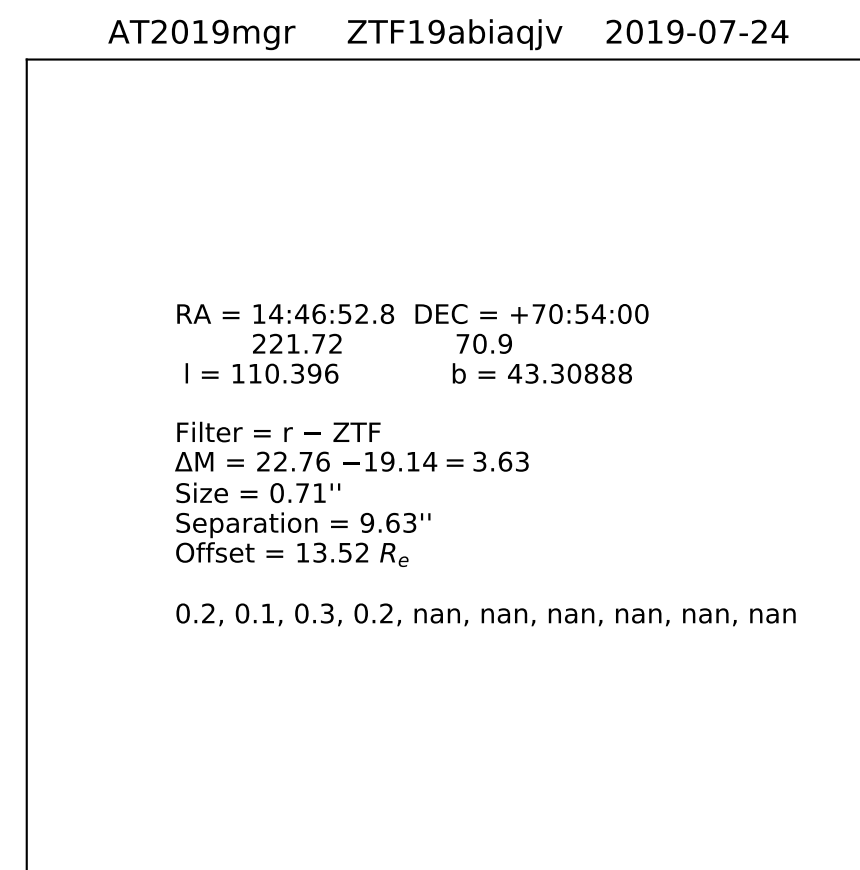 AT2019mgr ZTF19abiaqjv 2019-07-24
RA = 14:46:52.8 DEC = +70:54:00
221.72 70.9
l = 110.396 b = 43.30888
Filter = r − ZTF
ΔM = 22.76 −19.14 = 3.63
Size = 0.71''
Separation = 9.63''
Offset = 13.52 Rₑ
0.2, 0.1, 0.3, 0.2, nan, nan, nan, nan, nan, nan